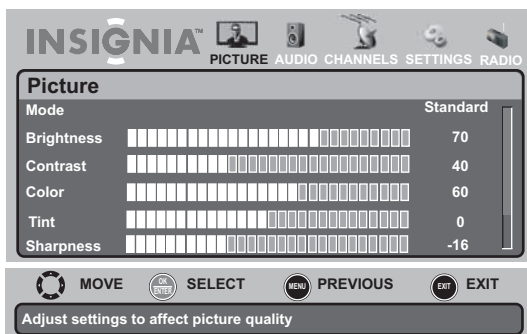 INSIGNIA™
PICTURE AUDIO CHANNELS SETTINGS RADIO
Picture
Mode Standard
Brightness 70
Contrast 40
Color 60
Tint 0
Sharpness -16
MOVE OK ENTER SELECT MENU PREVIOUS EXIT EXIT
Adjust settings to affect picture quality